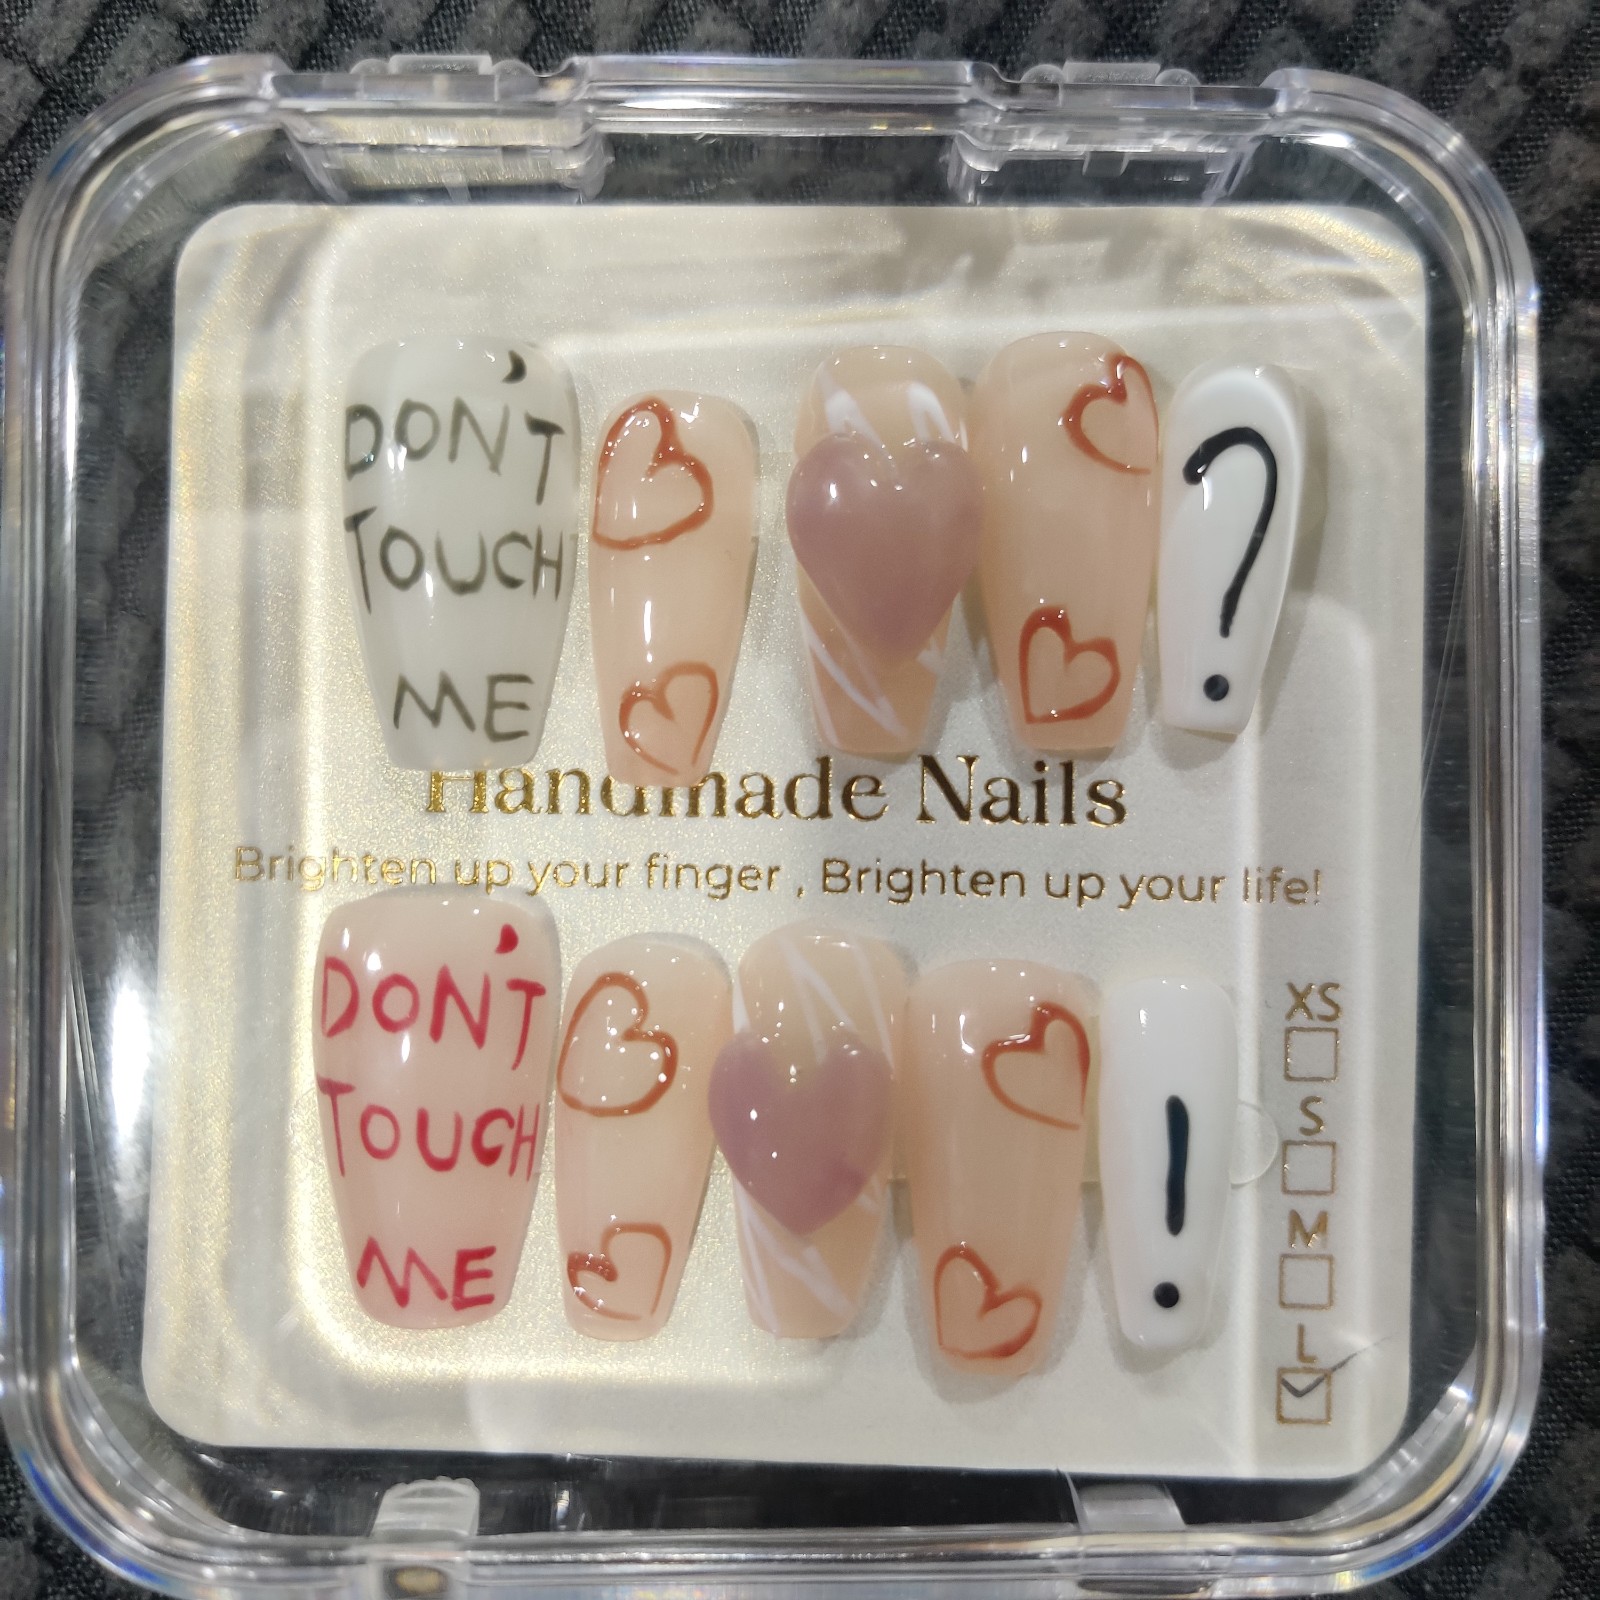 DON'T
TOUCH
ME
?
Handmade Nails
Brighten up your finger , Brighten up your life!
DON'T
TOUCH
ME
!
XS
S
M
L